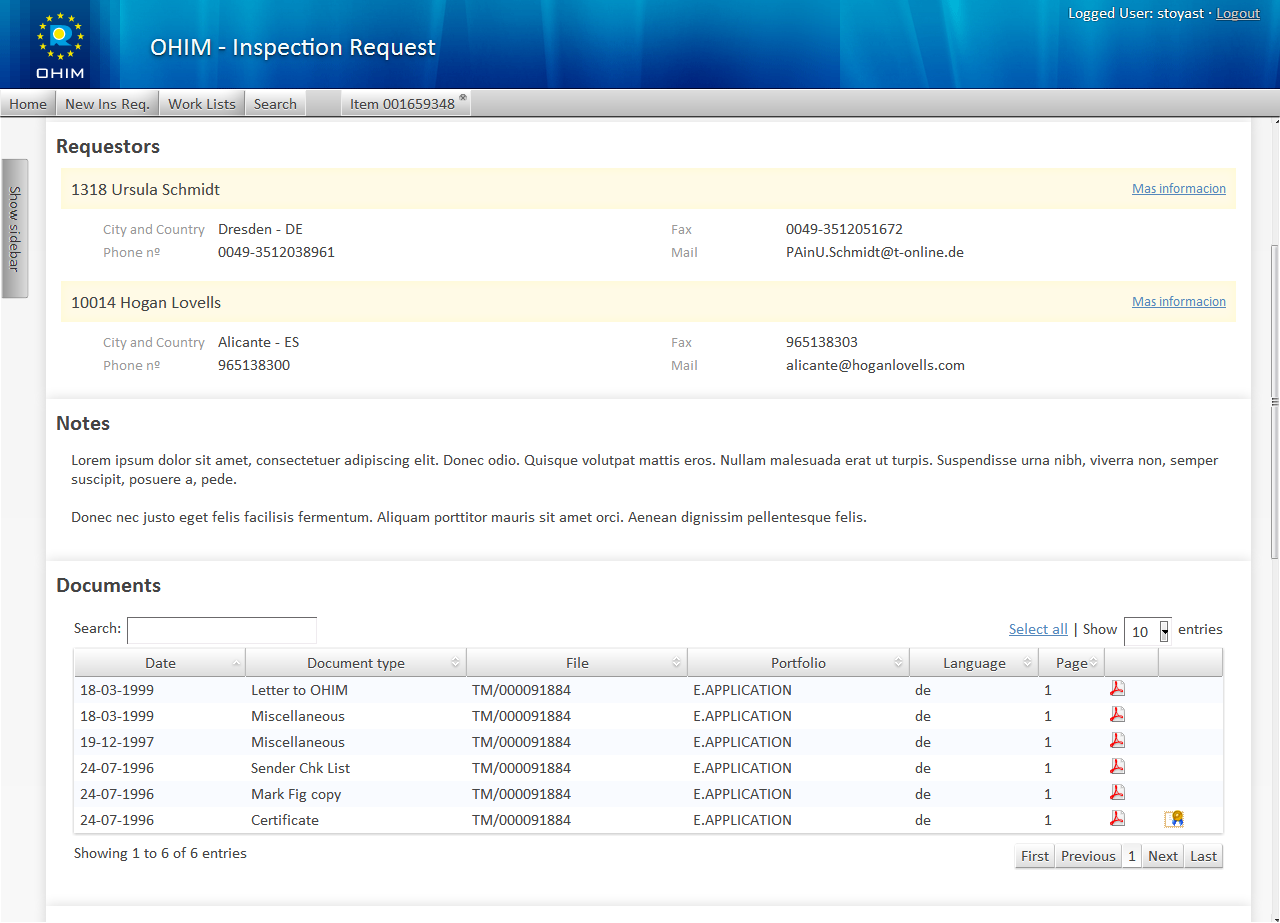 Logged User: stoyast · Logout
R
OHIM
OHIM - Inspection Request
Home New Ins Req. Work Lists Search Item 001659348
Show sidebar
Requestors
1318 Ursula Schmidt Mas informacion
City and Country Dresden - DE Fax 0049-3512051672
Phone nº 0049-3512038961 Mail PAinU.Schmidt@t-online.de
10014 Hogan Lovells Mas informacion
City and Country Alicante - ES Fax 965138303
Phone nº 965138300 Mail alicante@hoganlovells.com
Notes
Lorem ipsum dolor sit amet, consectetuer adipiscing elit. Donec odio. Quisque volutpat mattis eros. Nullam malesuada erat ut turpis. Suspendisse urna nibh, viverra non, semper
suscipit, posuere a, pede.
Donec nec justo eget felis facilisis fermentum. Aliquam porttitor mauris sit amet orci. Aenean dignissim pellentesque felis.
Documents
Search: Select all | Show 10 entries
Date Document type File Portfolio Language Page
18-03-1999 Letter to OHIM TM/000091884 E.APPLICATION de 1
18-03-1999 Miscellaneous TM/000091884 E.APPLICATION de 1
19-12-1997 Miscellaneous TM/000091884 E.APPLICATION de 1
24-07-1996 Sender Chk List TM/000091884 E.APPLICATION de 1
24-07-1996 Mark Fig copy TM/000091884 E.APPLICATION de 1
24-07-1996 Certificate TM/000091884 E.APPLICATION de 1
Showing 1 to 6 of 6 entries First Previous 1 Next Last